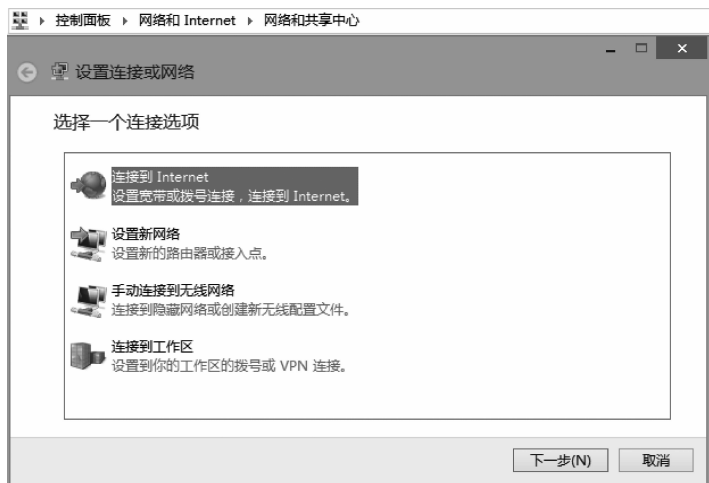 控制面板 ▸ 网络和 Internet ▸ 网络和共享中心
设置连接或网络
选择一个连接选项
连接到 Internet
设置宽带或拨号连接，连接到 Internet。
设置新网络
设置新的路由器或接入点。
手动连接到无线网络
连接到隐藏网络或创建新无线配置文件。
连接到工作区
设置到你的工作区的拨号或 VPN 连接。
下一步(N) 取消